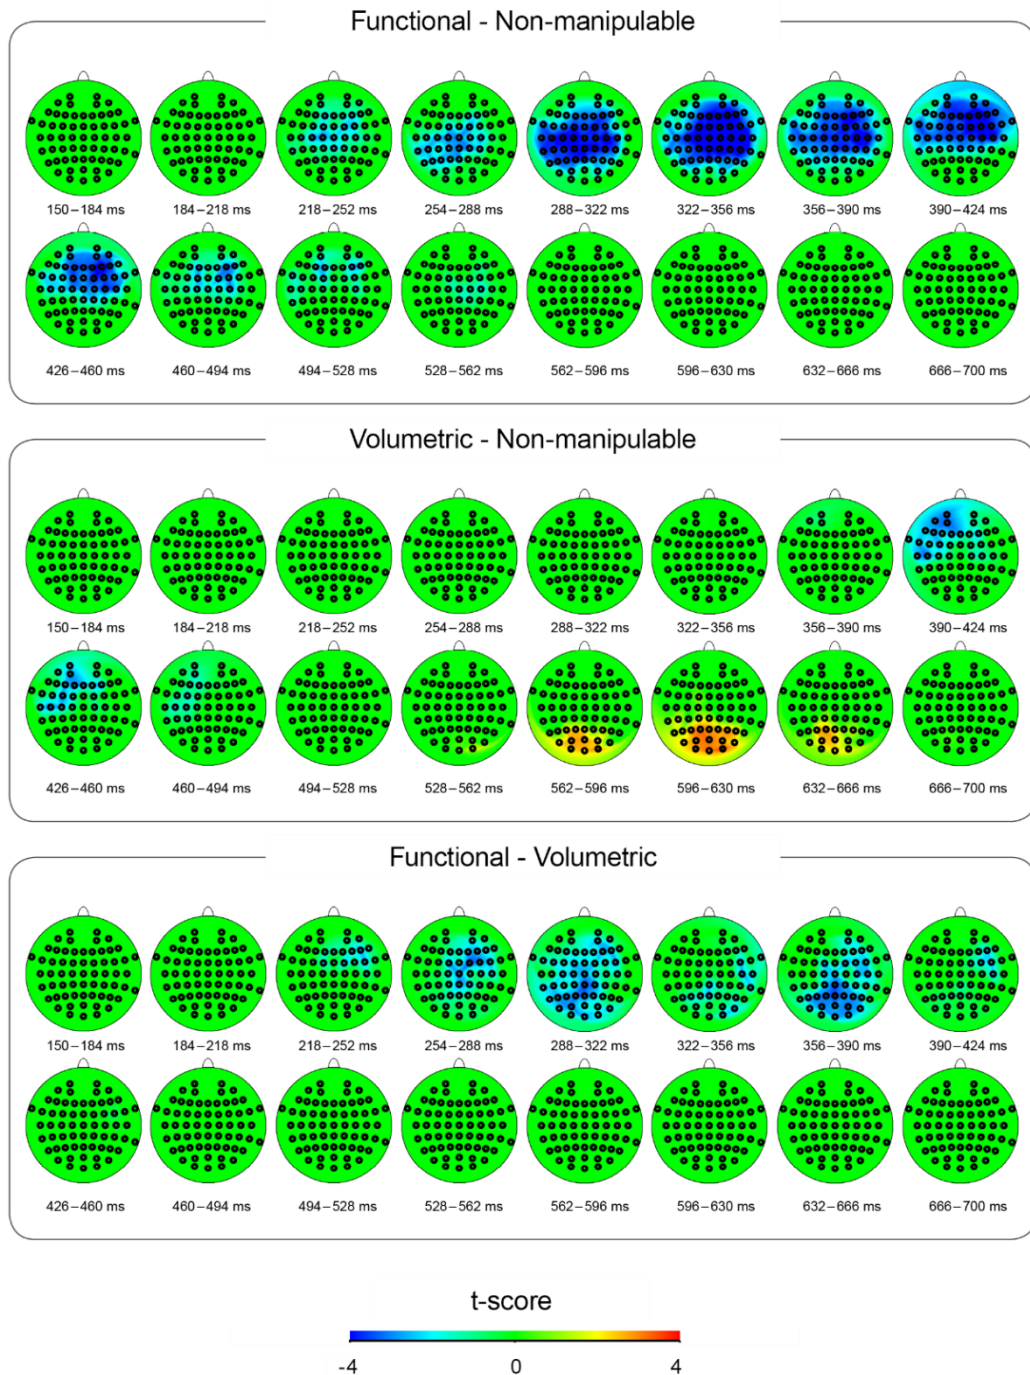 Functional - Non-manipulable
150–184 ms 184–218 ms 218–252 ms 254–288 ms 288–322 ms 322–356 ms 356–390 ms 390–424 ms
426–460 ms 460–494 ms 494–528 ms 528–562 ms 562–596 ms 596–630 ms 632–666 ms 666–700 ms
Volumetric - Non-manipulable
150–184 ms 184–218 ms 218–252 ms 254–288 ms 288–322 ms 322–356 ms 356–390 ms 390–424 ms
426–460 ms 460–494 ms 494–528 ms 528–562 ms 562–596 ms 596–630 ms 632–666 ms 666–700 ms
Functional - Volumetric
150–184 ms 184–218 ms 218–252 ms 254–288 ms 288–322 ms 322–356 ms 356–390 ms 390–424 ms
426–460 ms 460–494 ms 494–528 ms 528–562 ms 562–596 ms 596–630 ms 632–666 ms 666–700 ms
t-score
-4 0 4